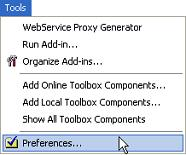 Tools
WebService Proxy Generator
Run Add-in...
Organize Add-ins...
Add Online Toolbox Components...
Add Local Toolbox Components...
Show All Toolbox Components
Preferences...